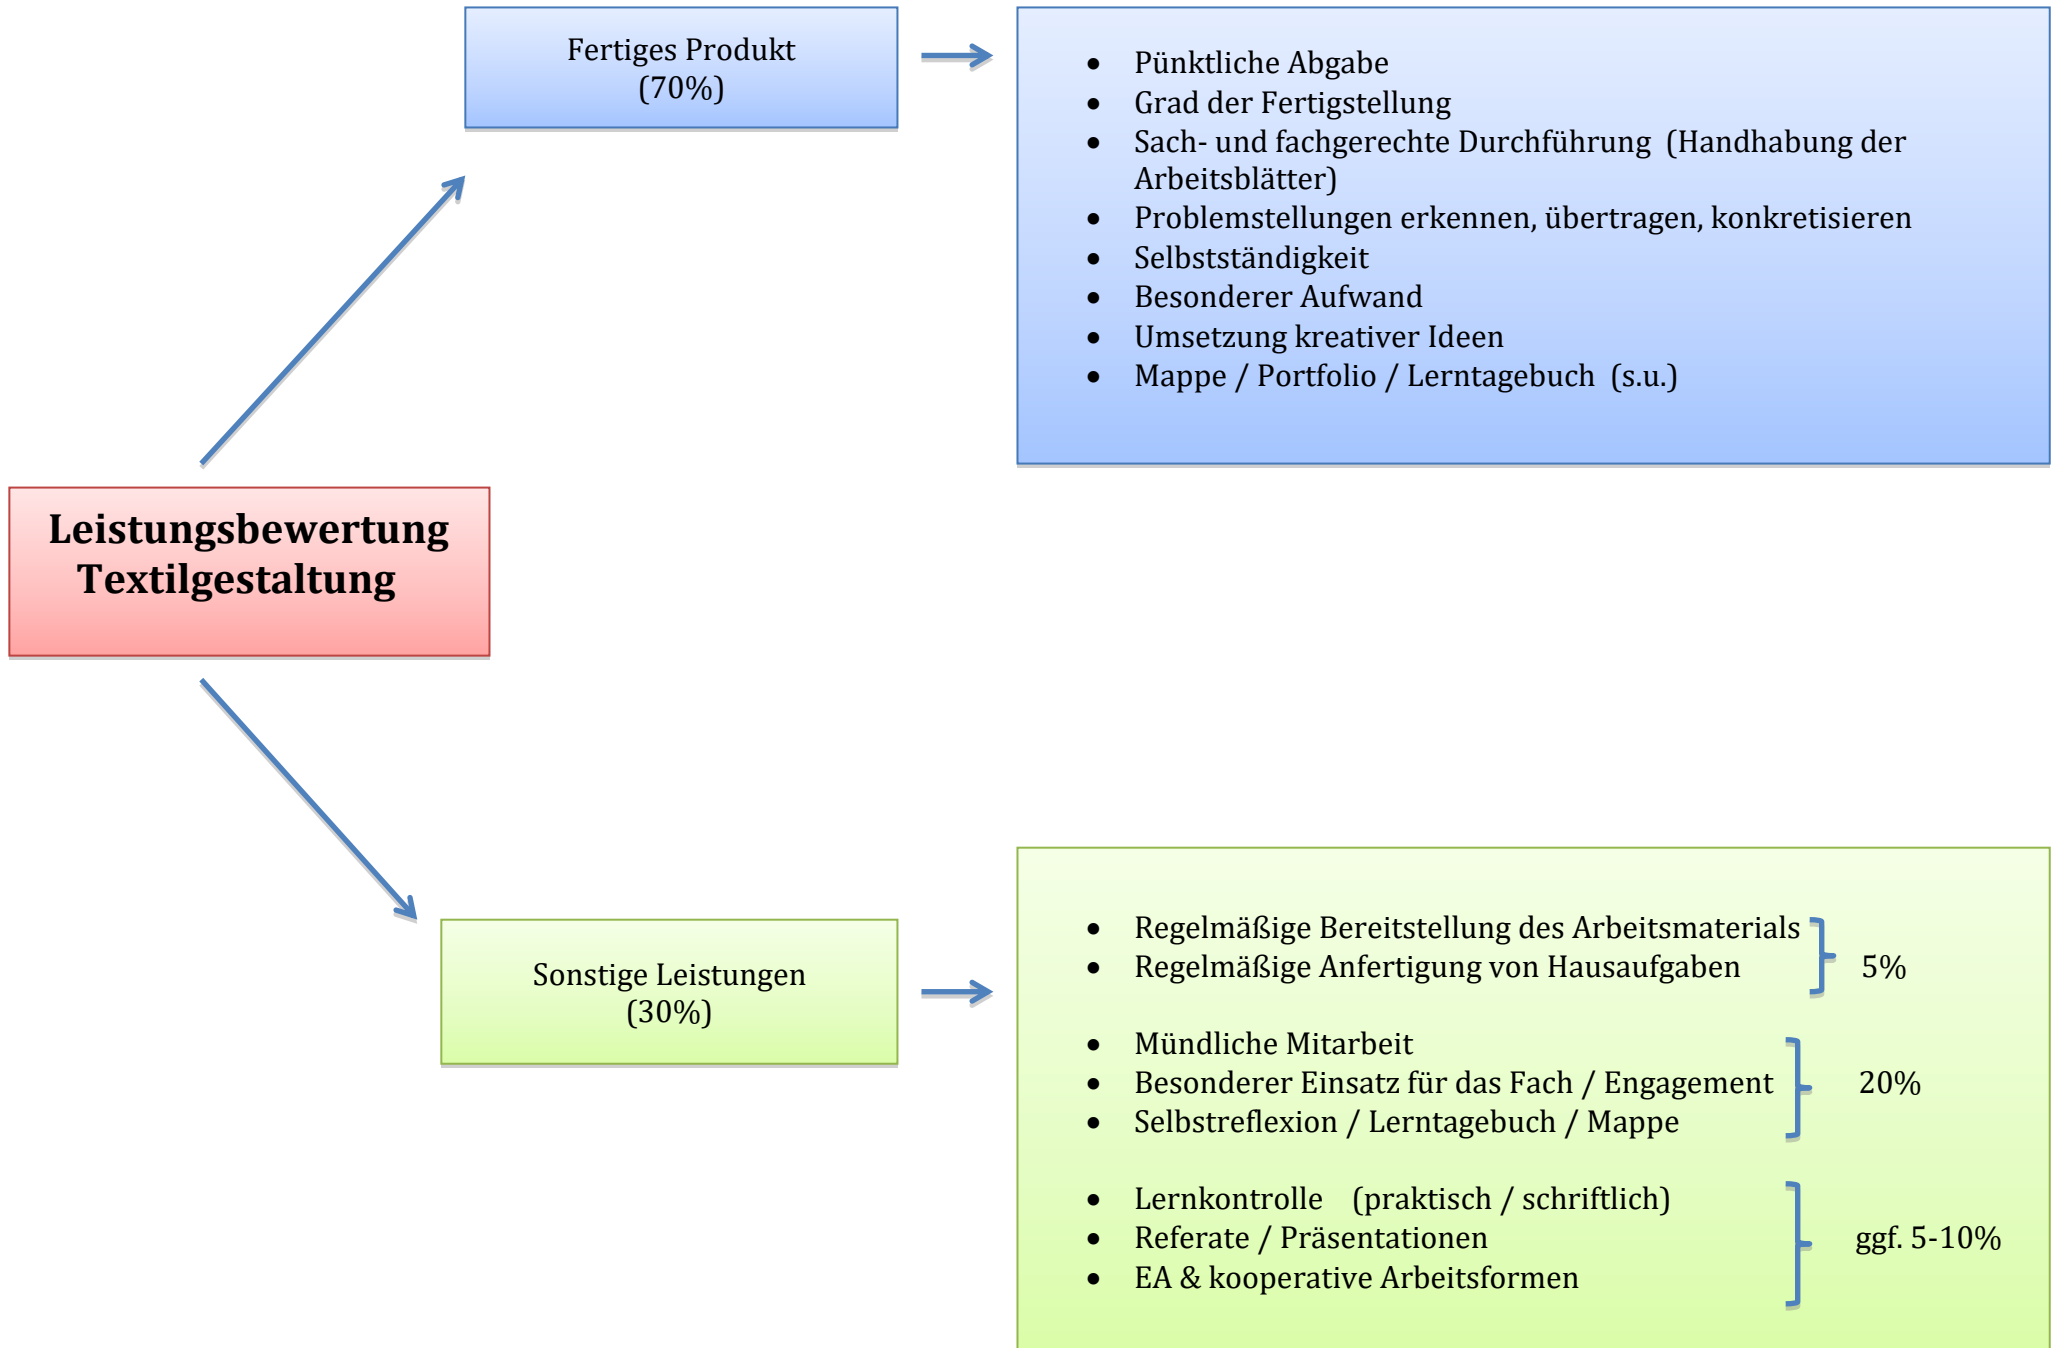 Fertiges Produkt
(70%)
• Pünktliche Abgabe
• Grad der Fertigstellung
• Sach- und fachgerechte Durchführung (Handhabung der
Arbeitsblätter)
• Problemstellungen erkennen, übertragen, konkretisieren
• Selbstständigkeit
• Besonderer Aufwand
• Umsetzung kreativer Ideen
• Mappe / Portfolio / Lerntagebuch (s.u.)
Leistungsbewertung
Textilgestaltung
Sonstige Leistungen
(30%)
• Regelmäßige Bereitstellung des Arbeitsmaterials
• Regelmäßige Anfertigung von Hausaufgaben
5%
• Mündliche Mitarbeit
• Besonderer Einsatz für das Fach / Engagement
20%
• Selbstreflexion / Lerntagebuch / Mappe
• Lernkontrolle (praktisch / schriftlich)
• Referate / Präsentationen
ggf. 5-10%
• EA & kooperative Arbeitsformen